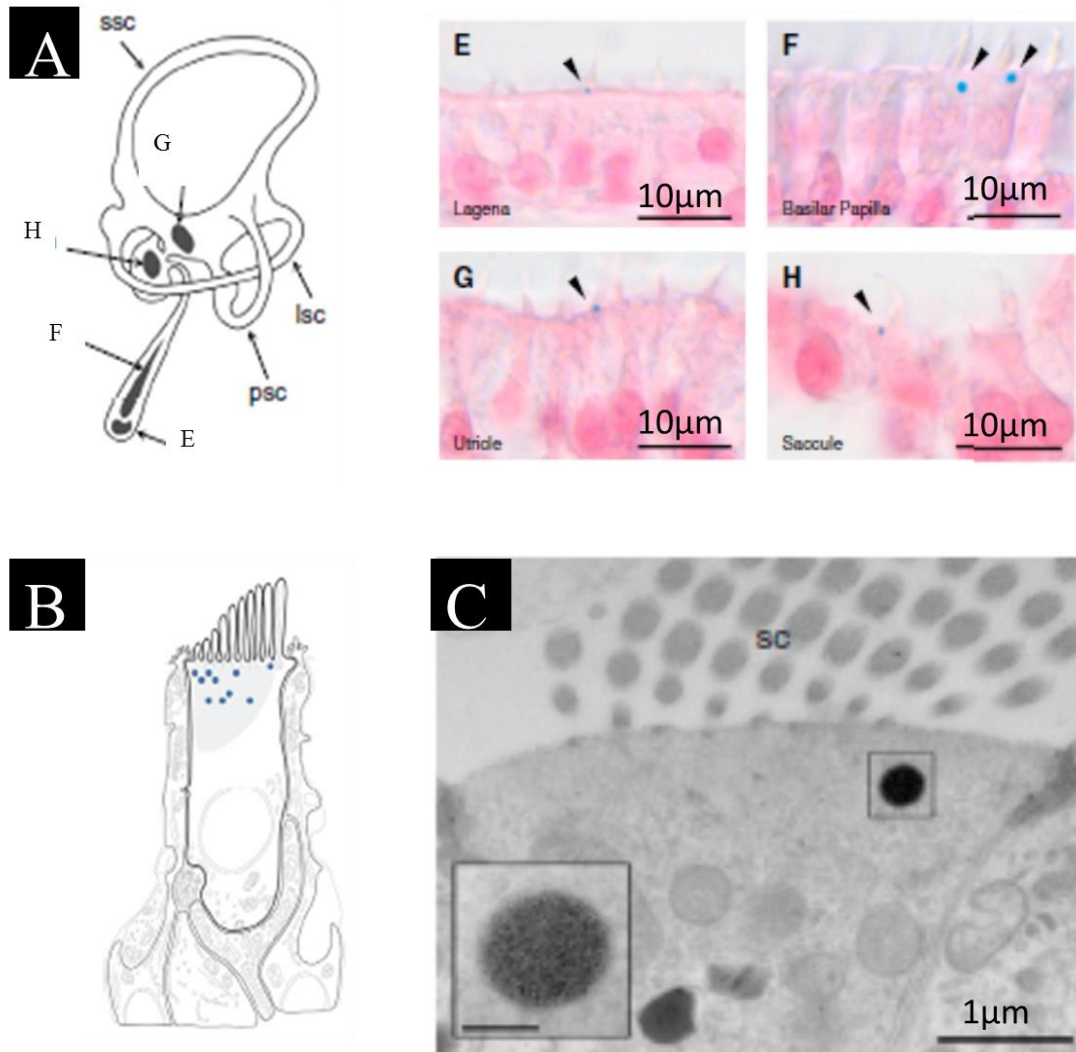 A
ssc
G
H
F
E
lsc
psc
E
Lagena
10μm
F
Basilar Papilla
10μm
G
Utricle
10μm
H
Saccule
10μm
B
C
sc
1μm